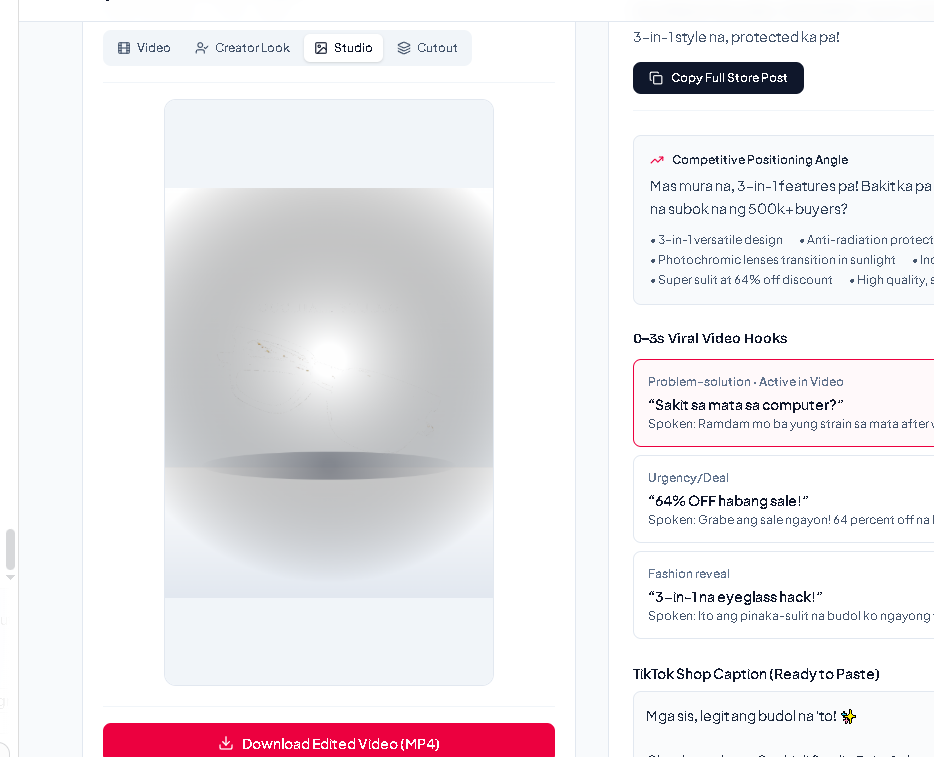 Video
Creator Look
Studio
Cutout
Download Edited Video (MP4)
3-in-1 style na, protected ka pa!
Copy Full Store Post
Competitive Positioning Angle
Mas mura na, 3-in-1 features pa! Bakit ka pa
na subok na ng 500k+ buyers?
• 3-in-1 versatile design • Anti-radiation protect
• Photochromic lenses transition in sunlight • Inc
• Super sulit at 64% off discount • High quality, s
0–3s Viral Video Hooks
Problem-solution · Active in Video
“Sakit sa mata sa computer?”
Spoken: Ramdam mo ba yung strain sa mata after
Urgency/Deal
“64% OFF habang sale!”
Spoken: Grabe ang sale ngayon! 64 percent off na
Fashion reveal
“3-in-1 na eyeglass hack!”
Spoken: Ito ang pinaka-sulit na budol ko ngayong
TikTok Shop Caption (Ready to Paste)
Mga sis, legit ang budol na 'to! ✨